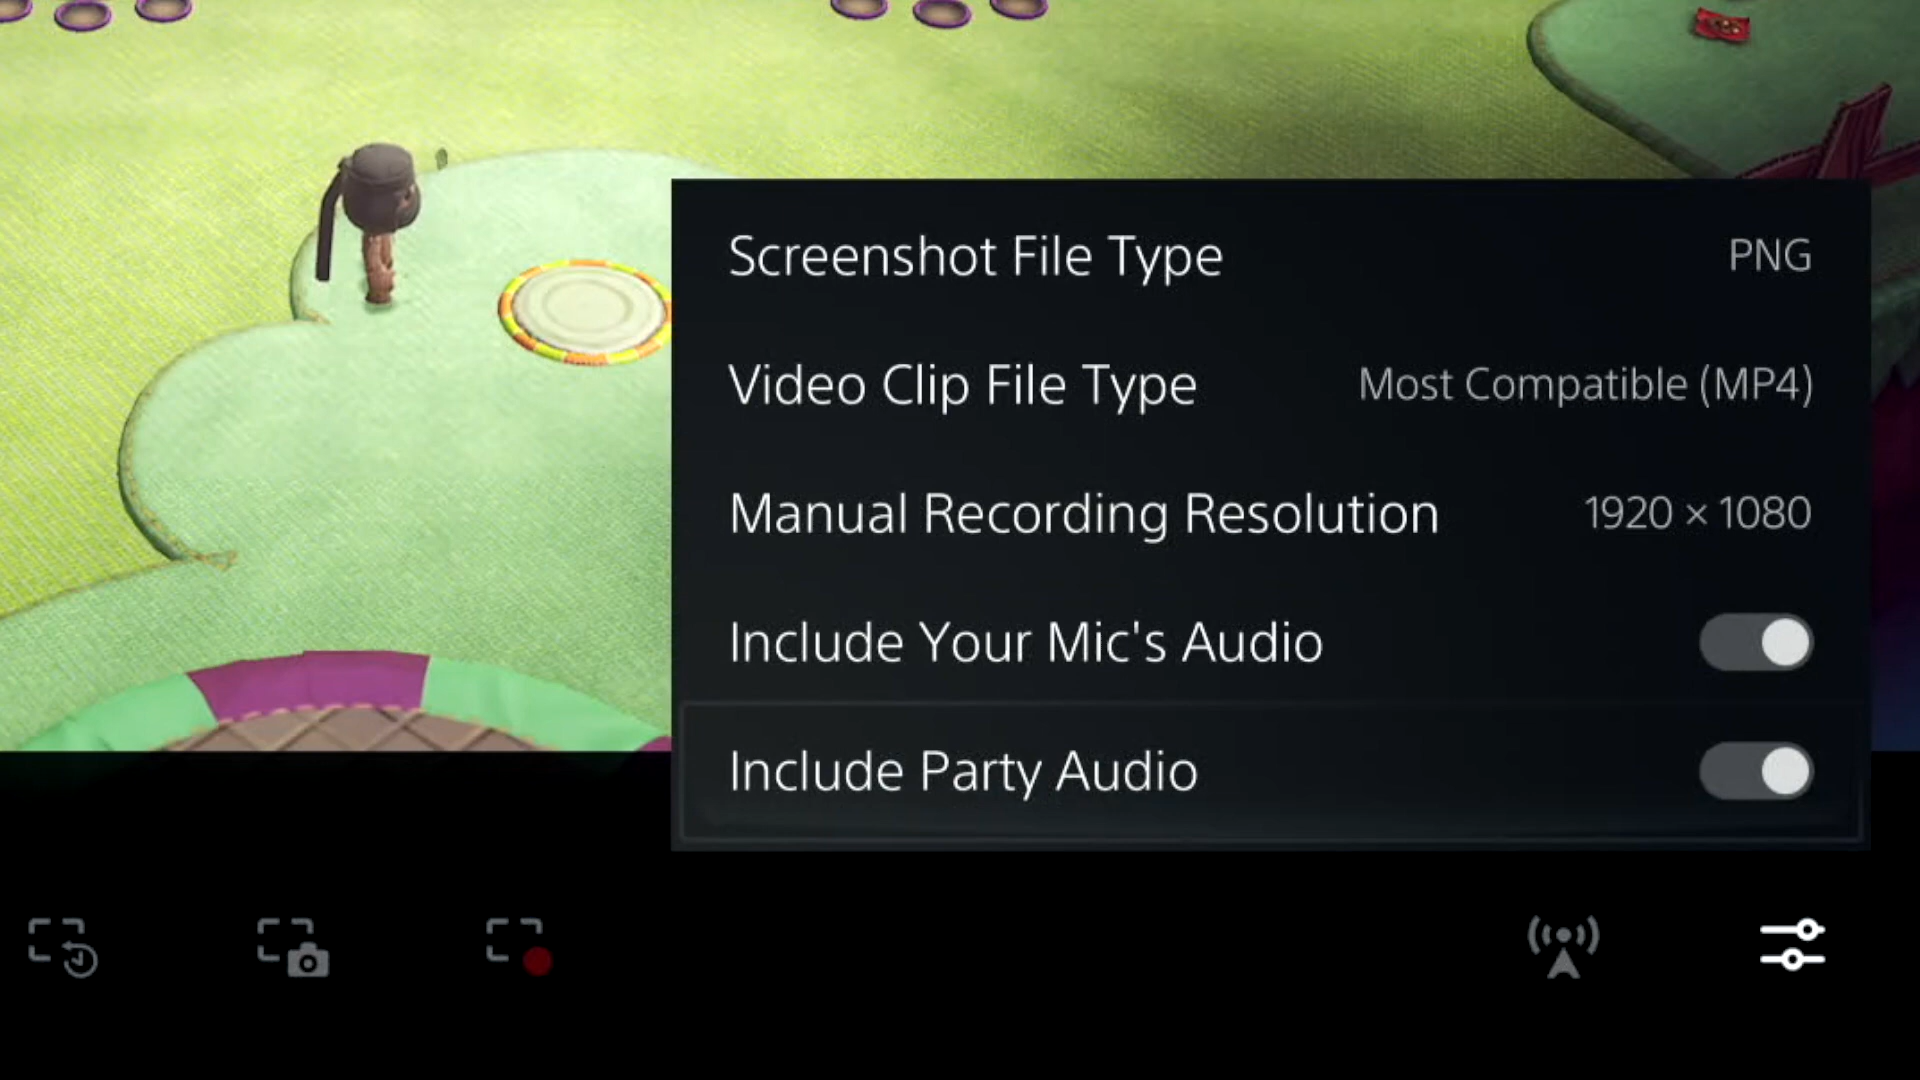 Screenshot File Type PNG
Video Clip File Type Most Compatible (MP4)
Manual Recording Resolution 1920 × 1080
Include Your Mic's Audio
Include Party Audio